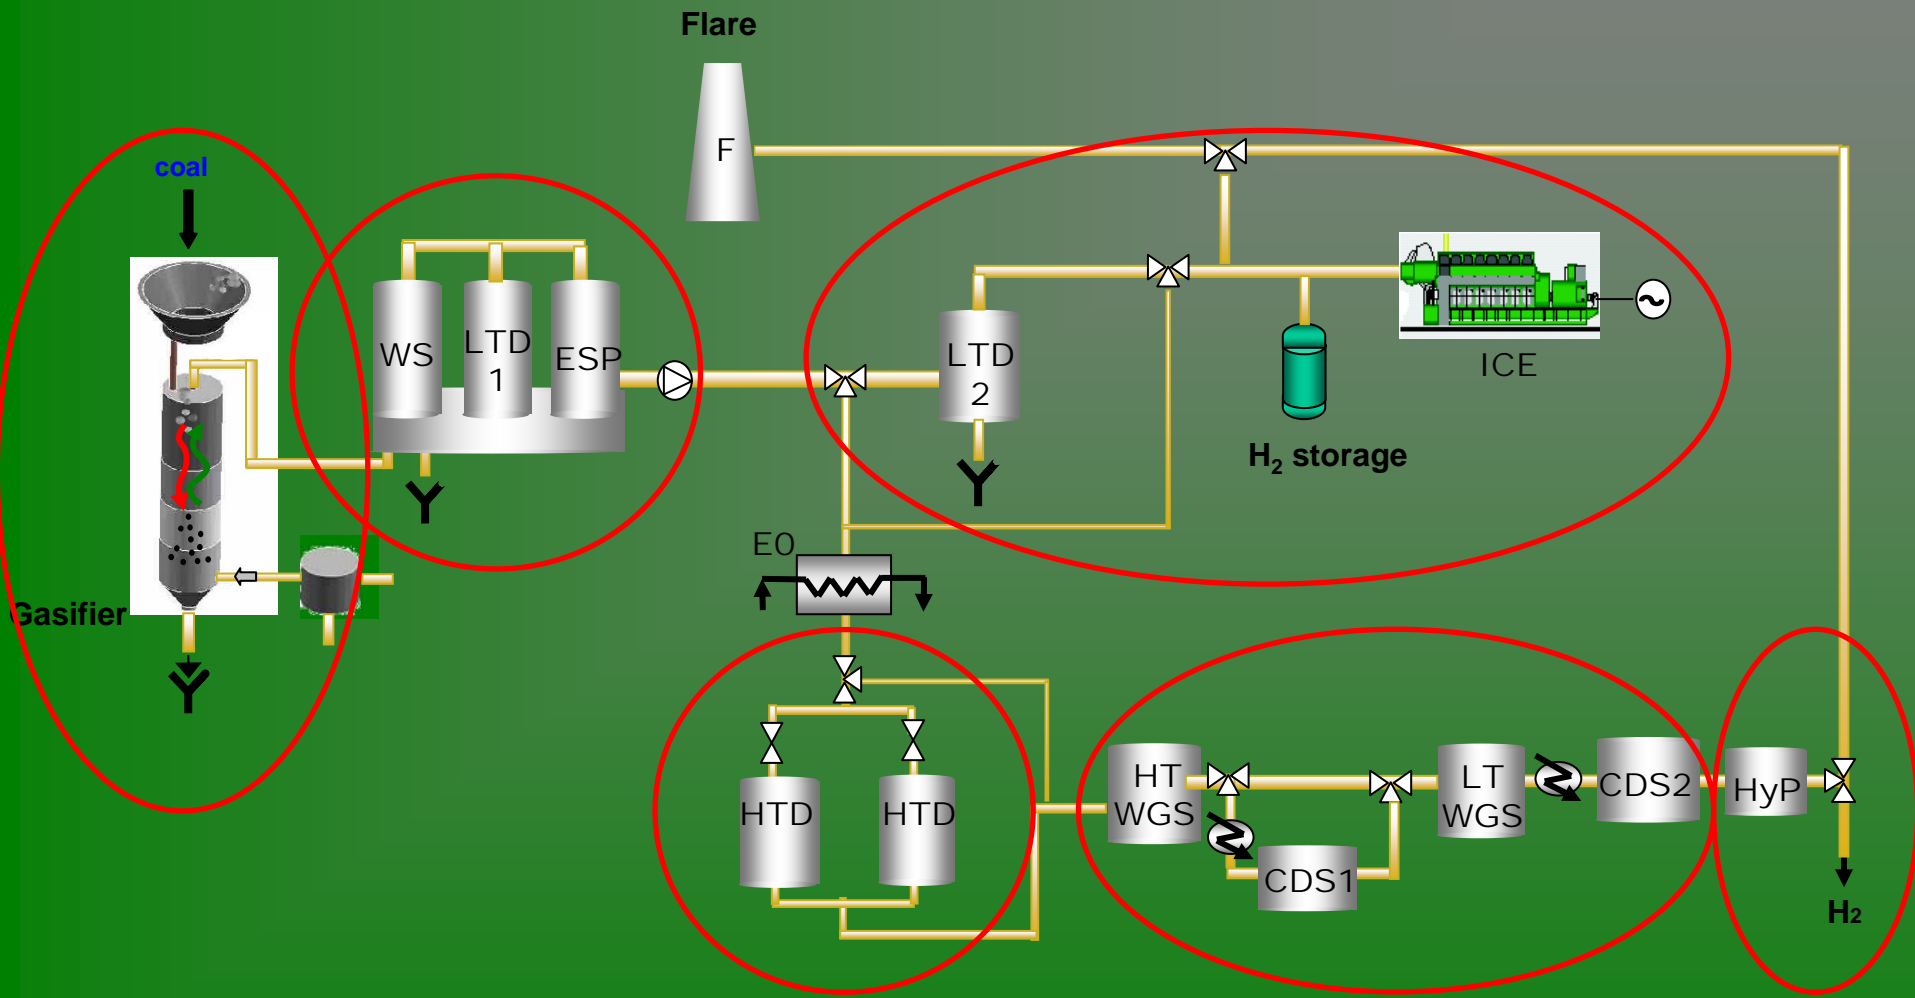 Flare
F
coal
WS
LTD
1
ESP
LTD
2
ICE
H₂ storage
E0
Gasifier
HTD
HTD
HT
WGS
CDS1
LT
WGS
CDS2
HyP
H2